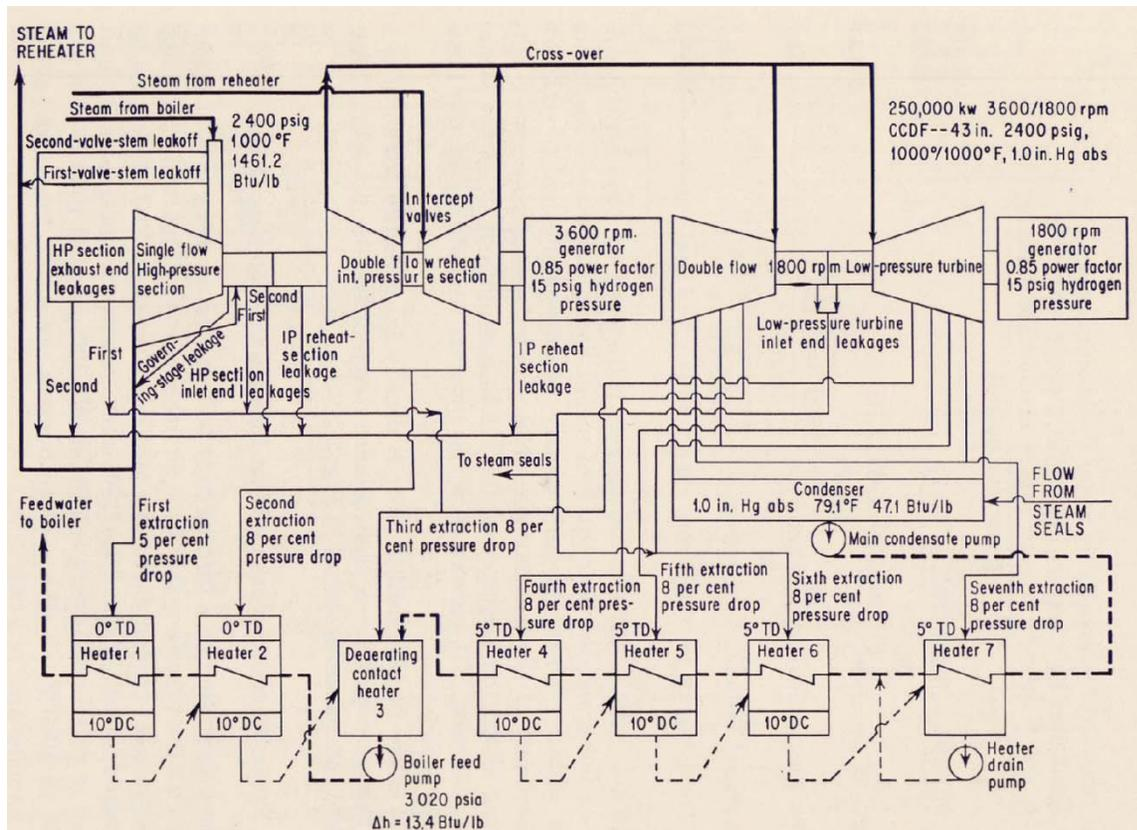 STEAM TO
REHEATER
Cross-over
Steam from reheater
Steam from boiler
2 400 psig
1000 °F
1461.2
Btu/lb
Second-valve-stem leakoff
First-valve-stem leakoff
250,000 kw 3600/1800 rpm
CCDF--43 in. 2400 psig,
1000°/1000°F, 1.0 in. Hg abs
Intercept
valves
HP section
exhaust end
leakages
Single flow
High-pressure
section
Double flow reheat
int. pressure section
3 600 rpm.
generator
0.85 power factor
15 psig hydrogen
pressure
Double flow 1800 rpm Low-pressure turbine
1800 rpm
generator
0.85 power factor
15 psig hydrogen
pressure
First
Second
Govern-
ing-stage leakage
First
Second
HP section
inlet end leakages
IP reheat-
section
leakage
IP reheat
section
leakage
Low-pressure turbine
inlet end leakages
To steam seals
Condenser
1.0 in. Hg abs 79.1°F 47.1 Btu/lb
FLOW
FROM
STEAM
SEALS
Main condensate pump
Feedwater
to boiler
First
extraction
5 per cent
pressure
drop
Second
extraction
8 per cent
pressure
drop
Third extraction 8 per
cent pressure drop
Fourth extraction
8 per cent pres-
sure drop
Fifth extraction
8 per cent
pressure drop
Sixth extraction
8 per cent
pressure drop
Seventh extraction
8 per cent
pressure drop
0° TD
Heater 1
10° DC
0° TD
Heater 2
10° DC
Deaerating
contact
heater
3
5° TD
Heater 4
10° DC
5° TD
Heater 5
10° DC
5° TD
Heater 6
10° DC
5° TD
Heater 7
Boiler feed
pump
3 020 psia
Δh = 13.4 Btu/lb
Heater
drain
pump